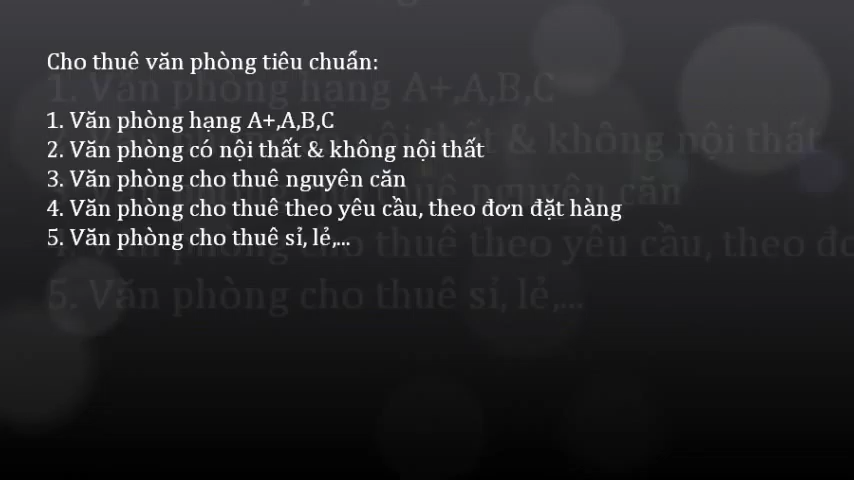 Cho thuê văn phòng tiêu chuẩn:
1. Văn phòng hạng A+,A,B,C
2. Văn phòng có nội thất & không nội thất
3. Văn phòng cho thuê nguyên căn
4. Văn phòng cho thuê theo yêu cầu, theo đơn đặt hàng
5. Văn phòng cho thuê sỉ, lẻ,...